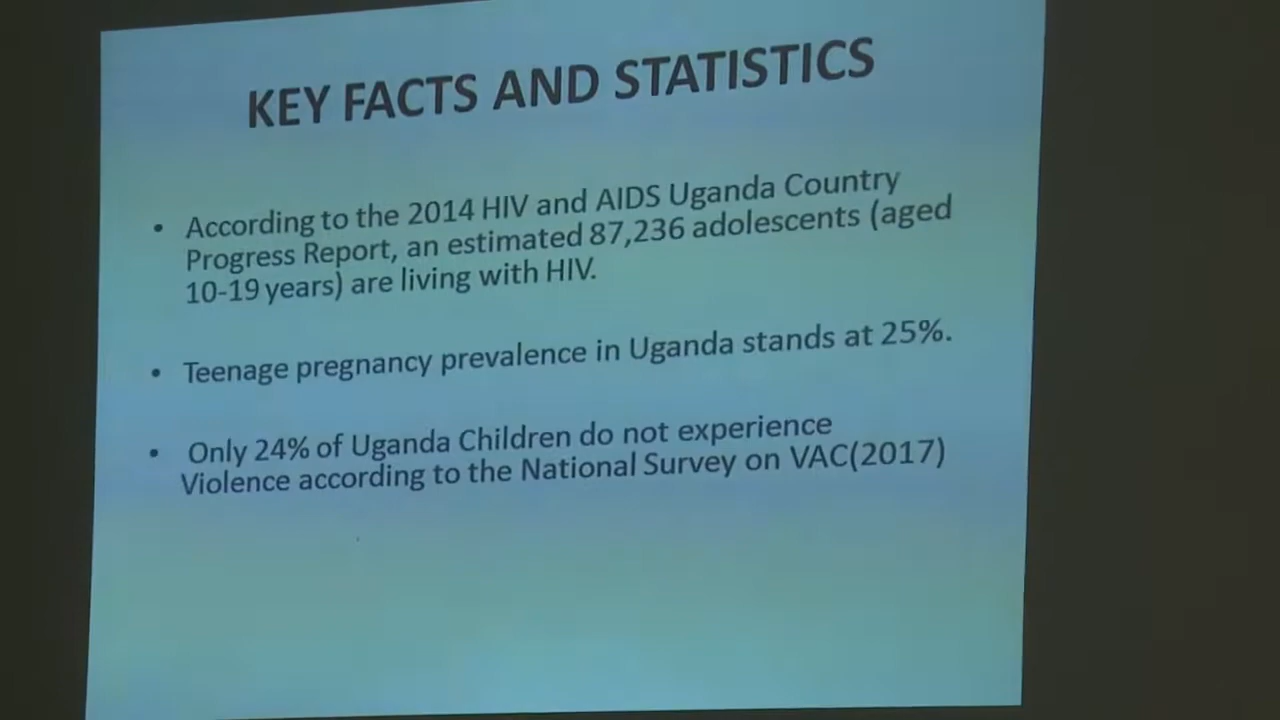 KEY FACTS AND STATISTICS
• According to the 2014 HIV and AIDS Uganda Country
Progress Report, an estimated 87,236 adolescents (aged
10-19 years) are living with HIV.
• Teenage pregnancy prevalence in Uganda stands at 25%.
• Only 24% of Uganda Children do not experience
Violence according to the National Survey on VAC(2017)